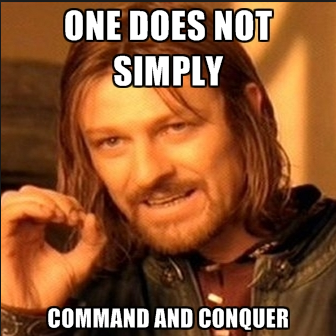 ONE DOES NOT
SIMPLY
COMMAND AND CONQUER